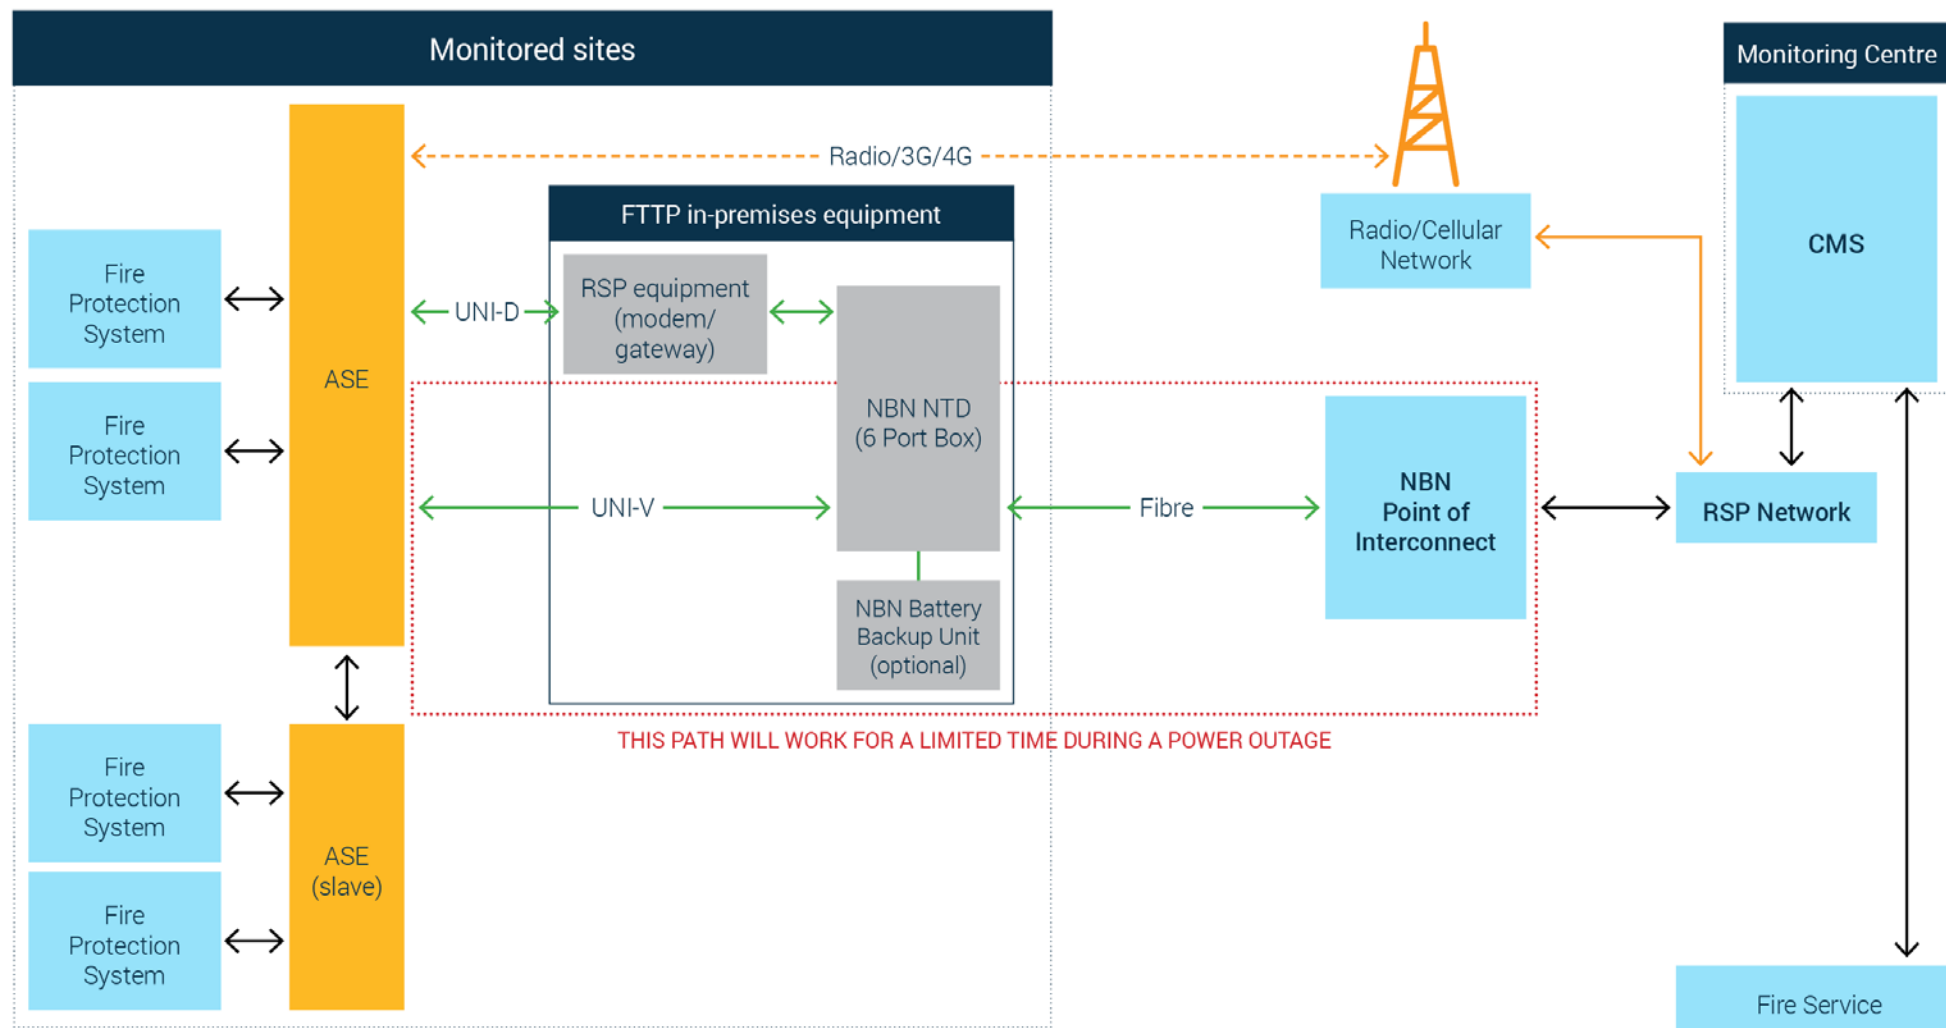 Monitored sites
Monitoring Centre
Radio/3G/4G
CMS
FTTP in-premises equipment
Radio/Cellular
Network
Fire
Protection
System
ASE
UNI-D
RSP equipment
(modem/
gateway)
Fire
Protection
System
NBN NTD
(6 Port Box)
UNI-V
Fibre
NBN
Point of
Interconnect
RSP Network
NBN Battery
Backup Unit
(optional)
THIS PATH WILL WORK FOR A LIMITED TIME DURING A POWER OUTAGE
Fire
Protection
System
ASE
(slave)
Fire
Protection
System
Fire Service